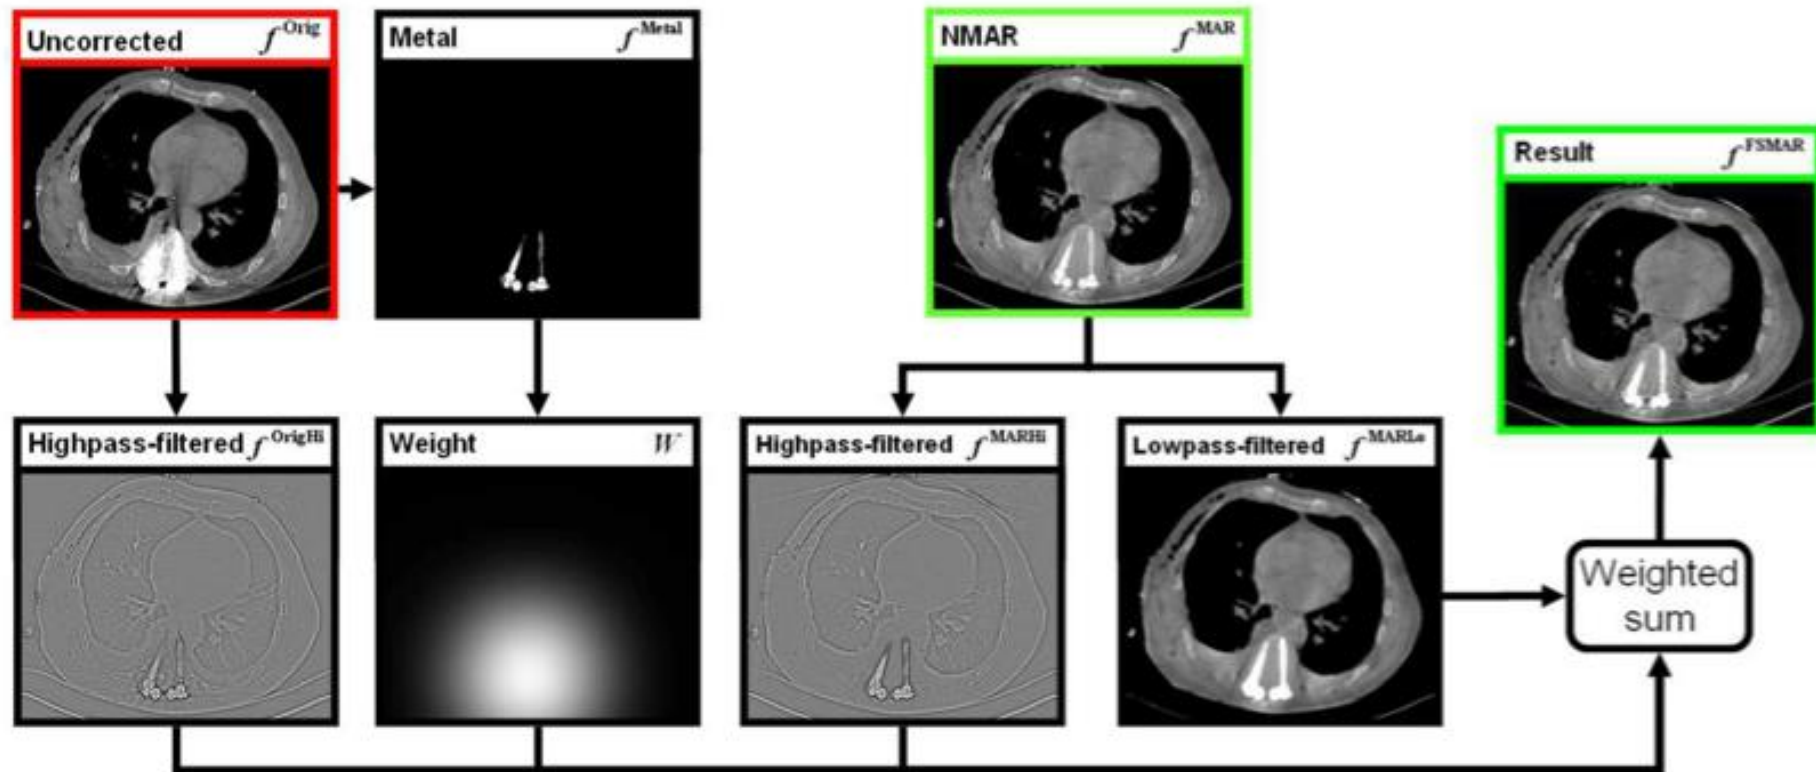 Uncorrected f^Orig
Metal f^Metal
NMAR f^MAR
Result f^FSMAR
Highpass-filtered f^OrigHi
Weight W
Highpass-filtered f^MARHi
Lowpass-filtered f^MARLo
Weighted
sum